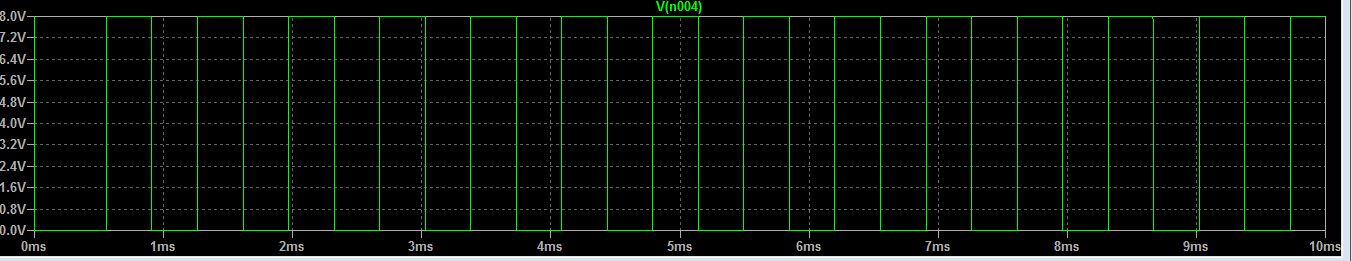 V(n004)
8.0V
7.2V
6.4V
5.6V
4.8V
4.0V
3.2V
2.4V
1.6V
0.8V
0.0V
0ms 1ms 2ms 3ms 4ms 5ms 6ms 7ms 8ms 9ms 10ms